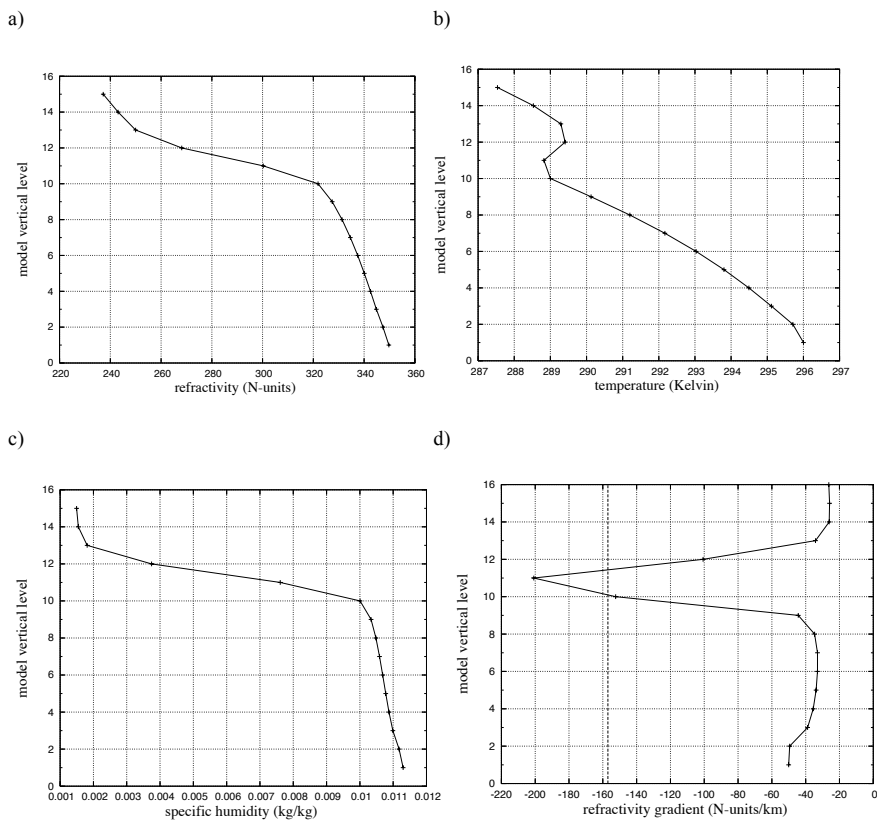 a)
b)
16
14
12
10
8
6
4
2
0
model vertical level
220 240 260 280 300 320 340 360
refractivity (N-units)
16
14
12
10
8
6
4
2
0
model vertical level
287 288 289 290 291 292 293 294 295 296 297
temperature (Kelvin)
c)
d)
16
14
12
10
8
6
4
2
0
model vertical level
0.001 0.002 0.003 0.004 0.005 0.006 0.007 0.008 0.009 0.01 0.011 0.012
specific humidity (kg/kg)
16
14
12
10
8
6
4
2
0
model vertical level
-220 -200 -180 -160 -140 -120 -100 -80 -60 -40 -20 0
refractivity gradient (N-units/km)